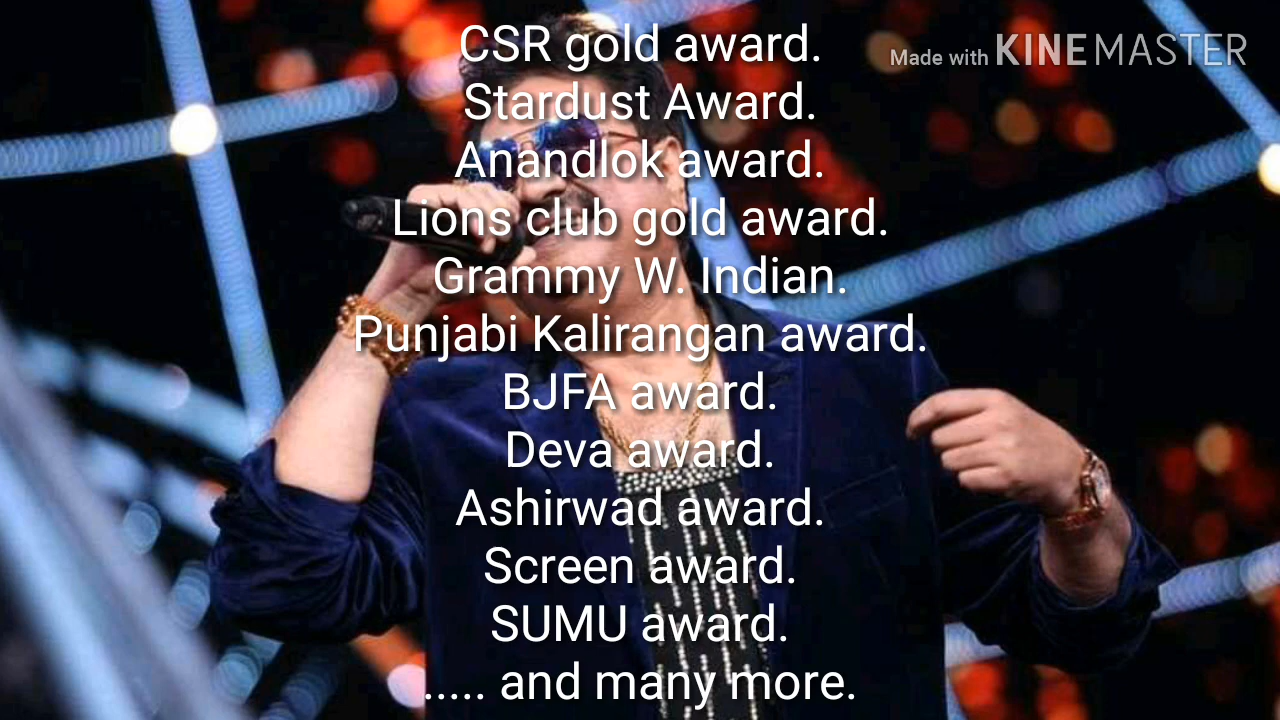 CSR gold award.
Made with KINEMASTER
Stardust Award.
Anandlok award.
Lions club gold award.
Grammy W. Indian.
Punjabi Kalirangan award.
BJFA award.
Deva award.
Ashirwad award.
Screen award.
SUMU award.
..... and many more.